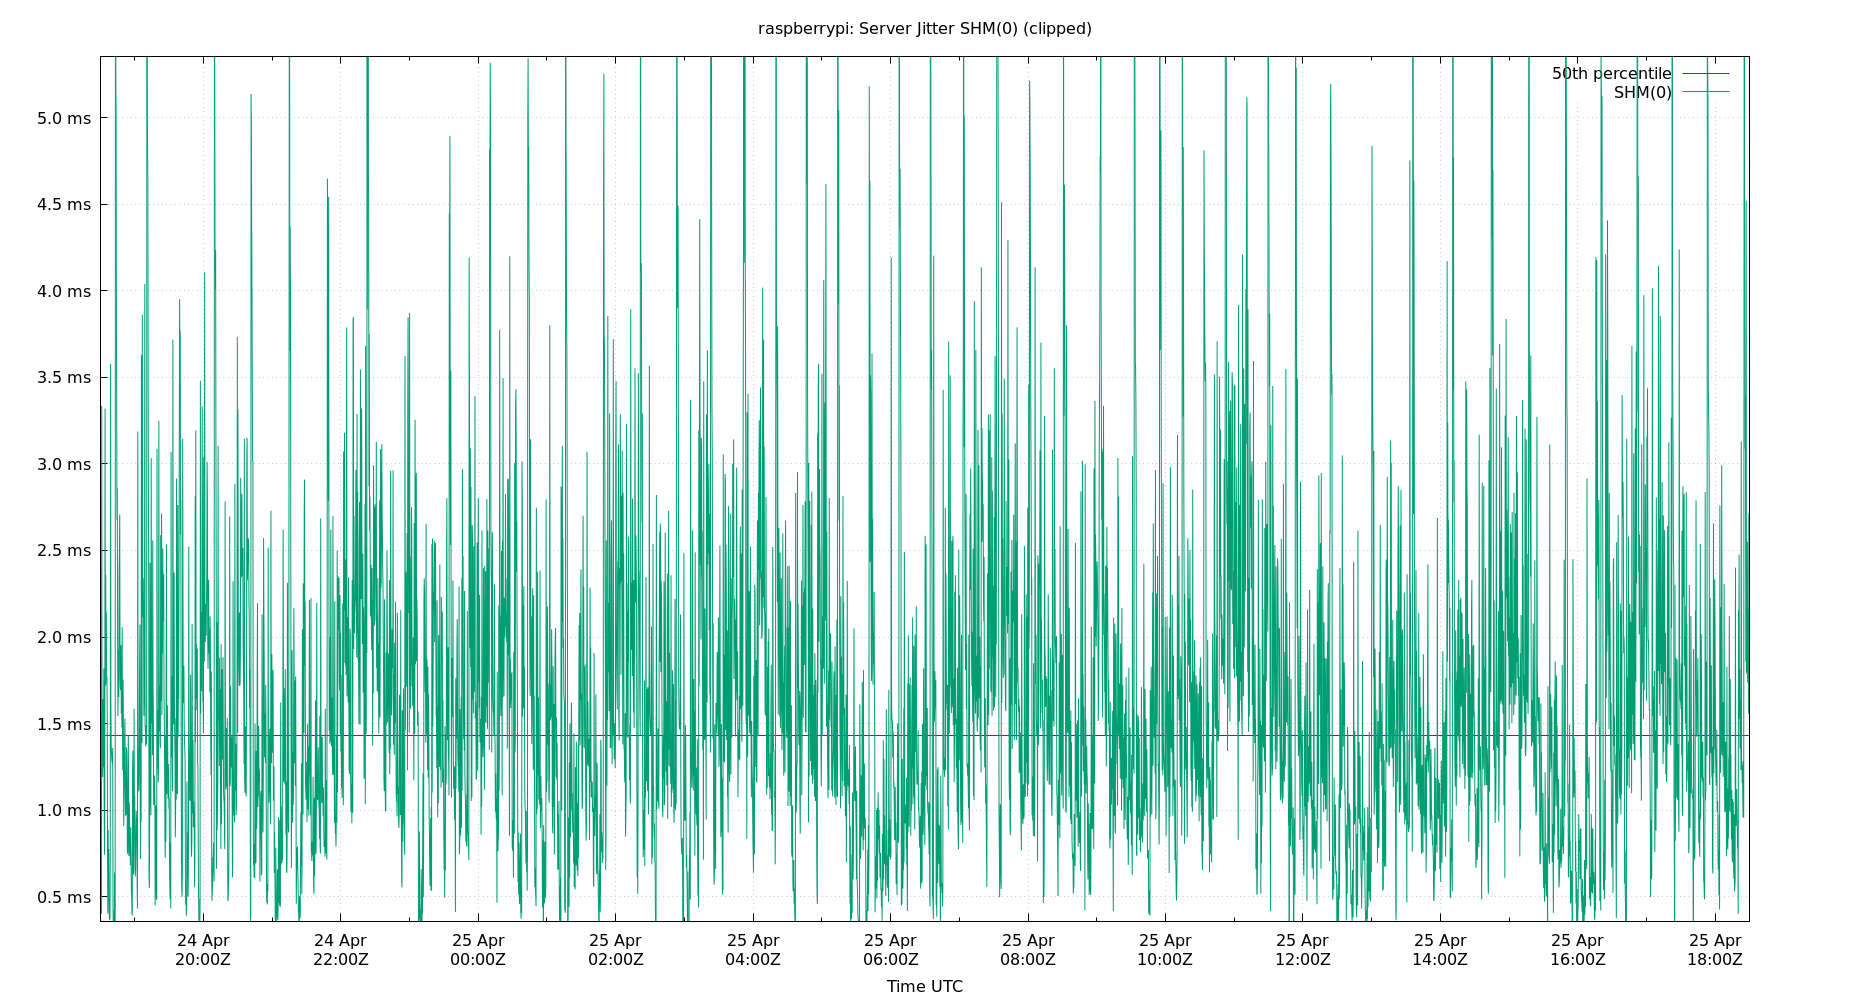 raspberrypi: Server Jitter SHM(0) (clipped)
50th percentile
SHM(0)
5.0 ms
4.5 ms
4.0 ms
3.5 ms
3.0 ms
2.5 ms
2.0 ms
1.5 ms
1.0 ms
0.5 ms
24 Apr 24 Apr 25 Apr 25 Apr 25 Apr 25 Apr 25 Apr 25 Apr 25 Apr 25 Apr 25 Apr 25 Apr
20:00Z 22:00Z 00:00Z 02:00Z 04:00Z 06:00Z 08:00Z 10:00Z 12:00Z 14:00Z 16:00Z 18:00Z
Time UTC